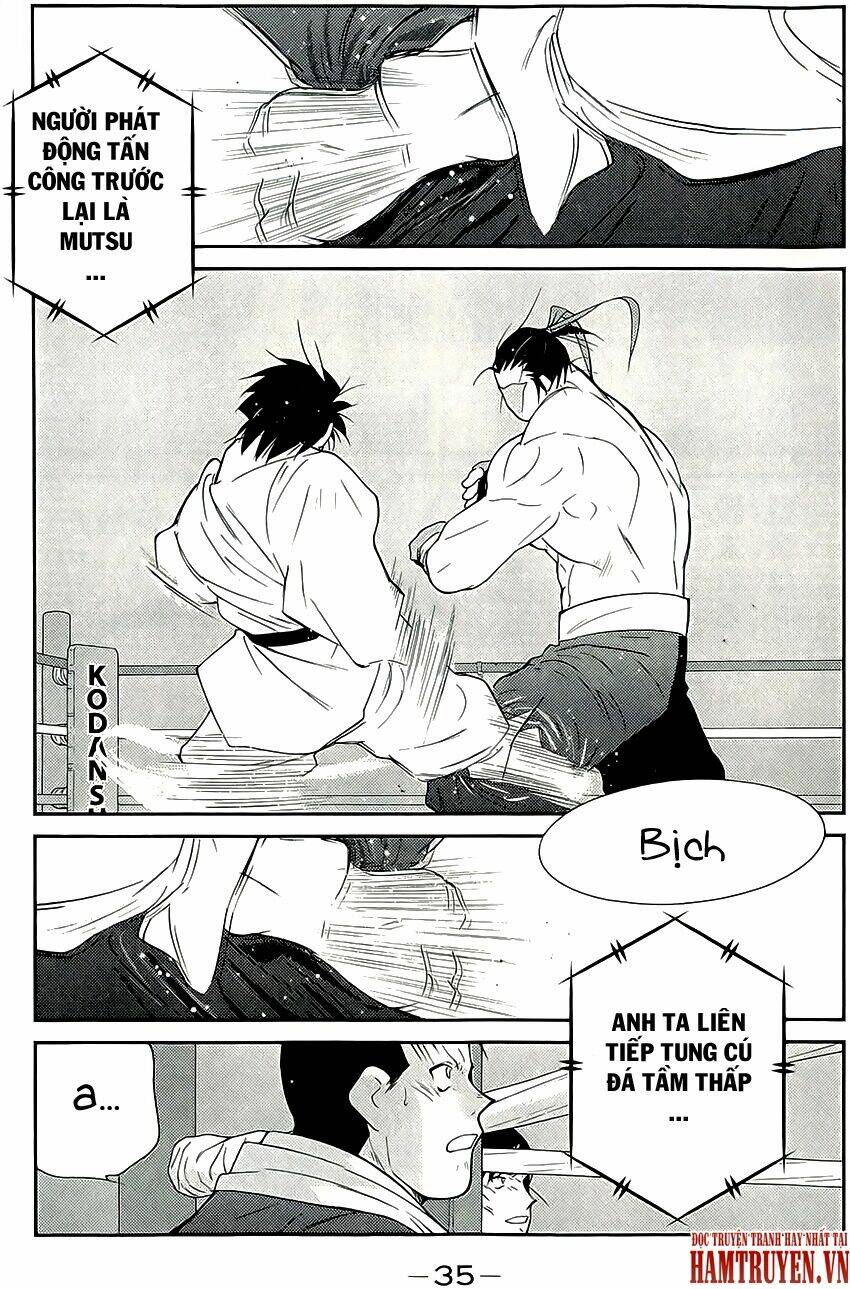 NGƯỜI PHÁT
ĐỘNG TẤN
CÔNG TRƯỚC
LẠI LÀ
MUTSU
...
KODANSH
Bịch
ANH TA LIÊN
TIẾP TUNG CÚ
ĐÁ TẦM THẤP
...
a...
ĐỌC TRUYỆN TRANH HAY NHẤT TẠI
HAMTRUYEN.VN
-35-